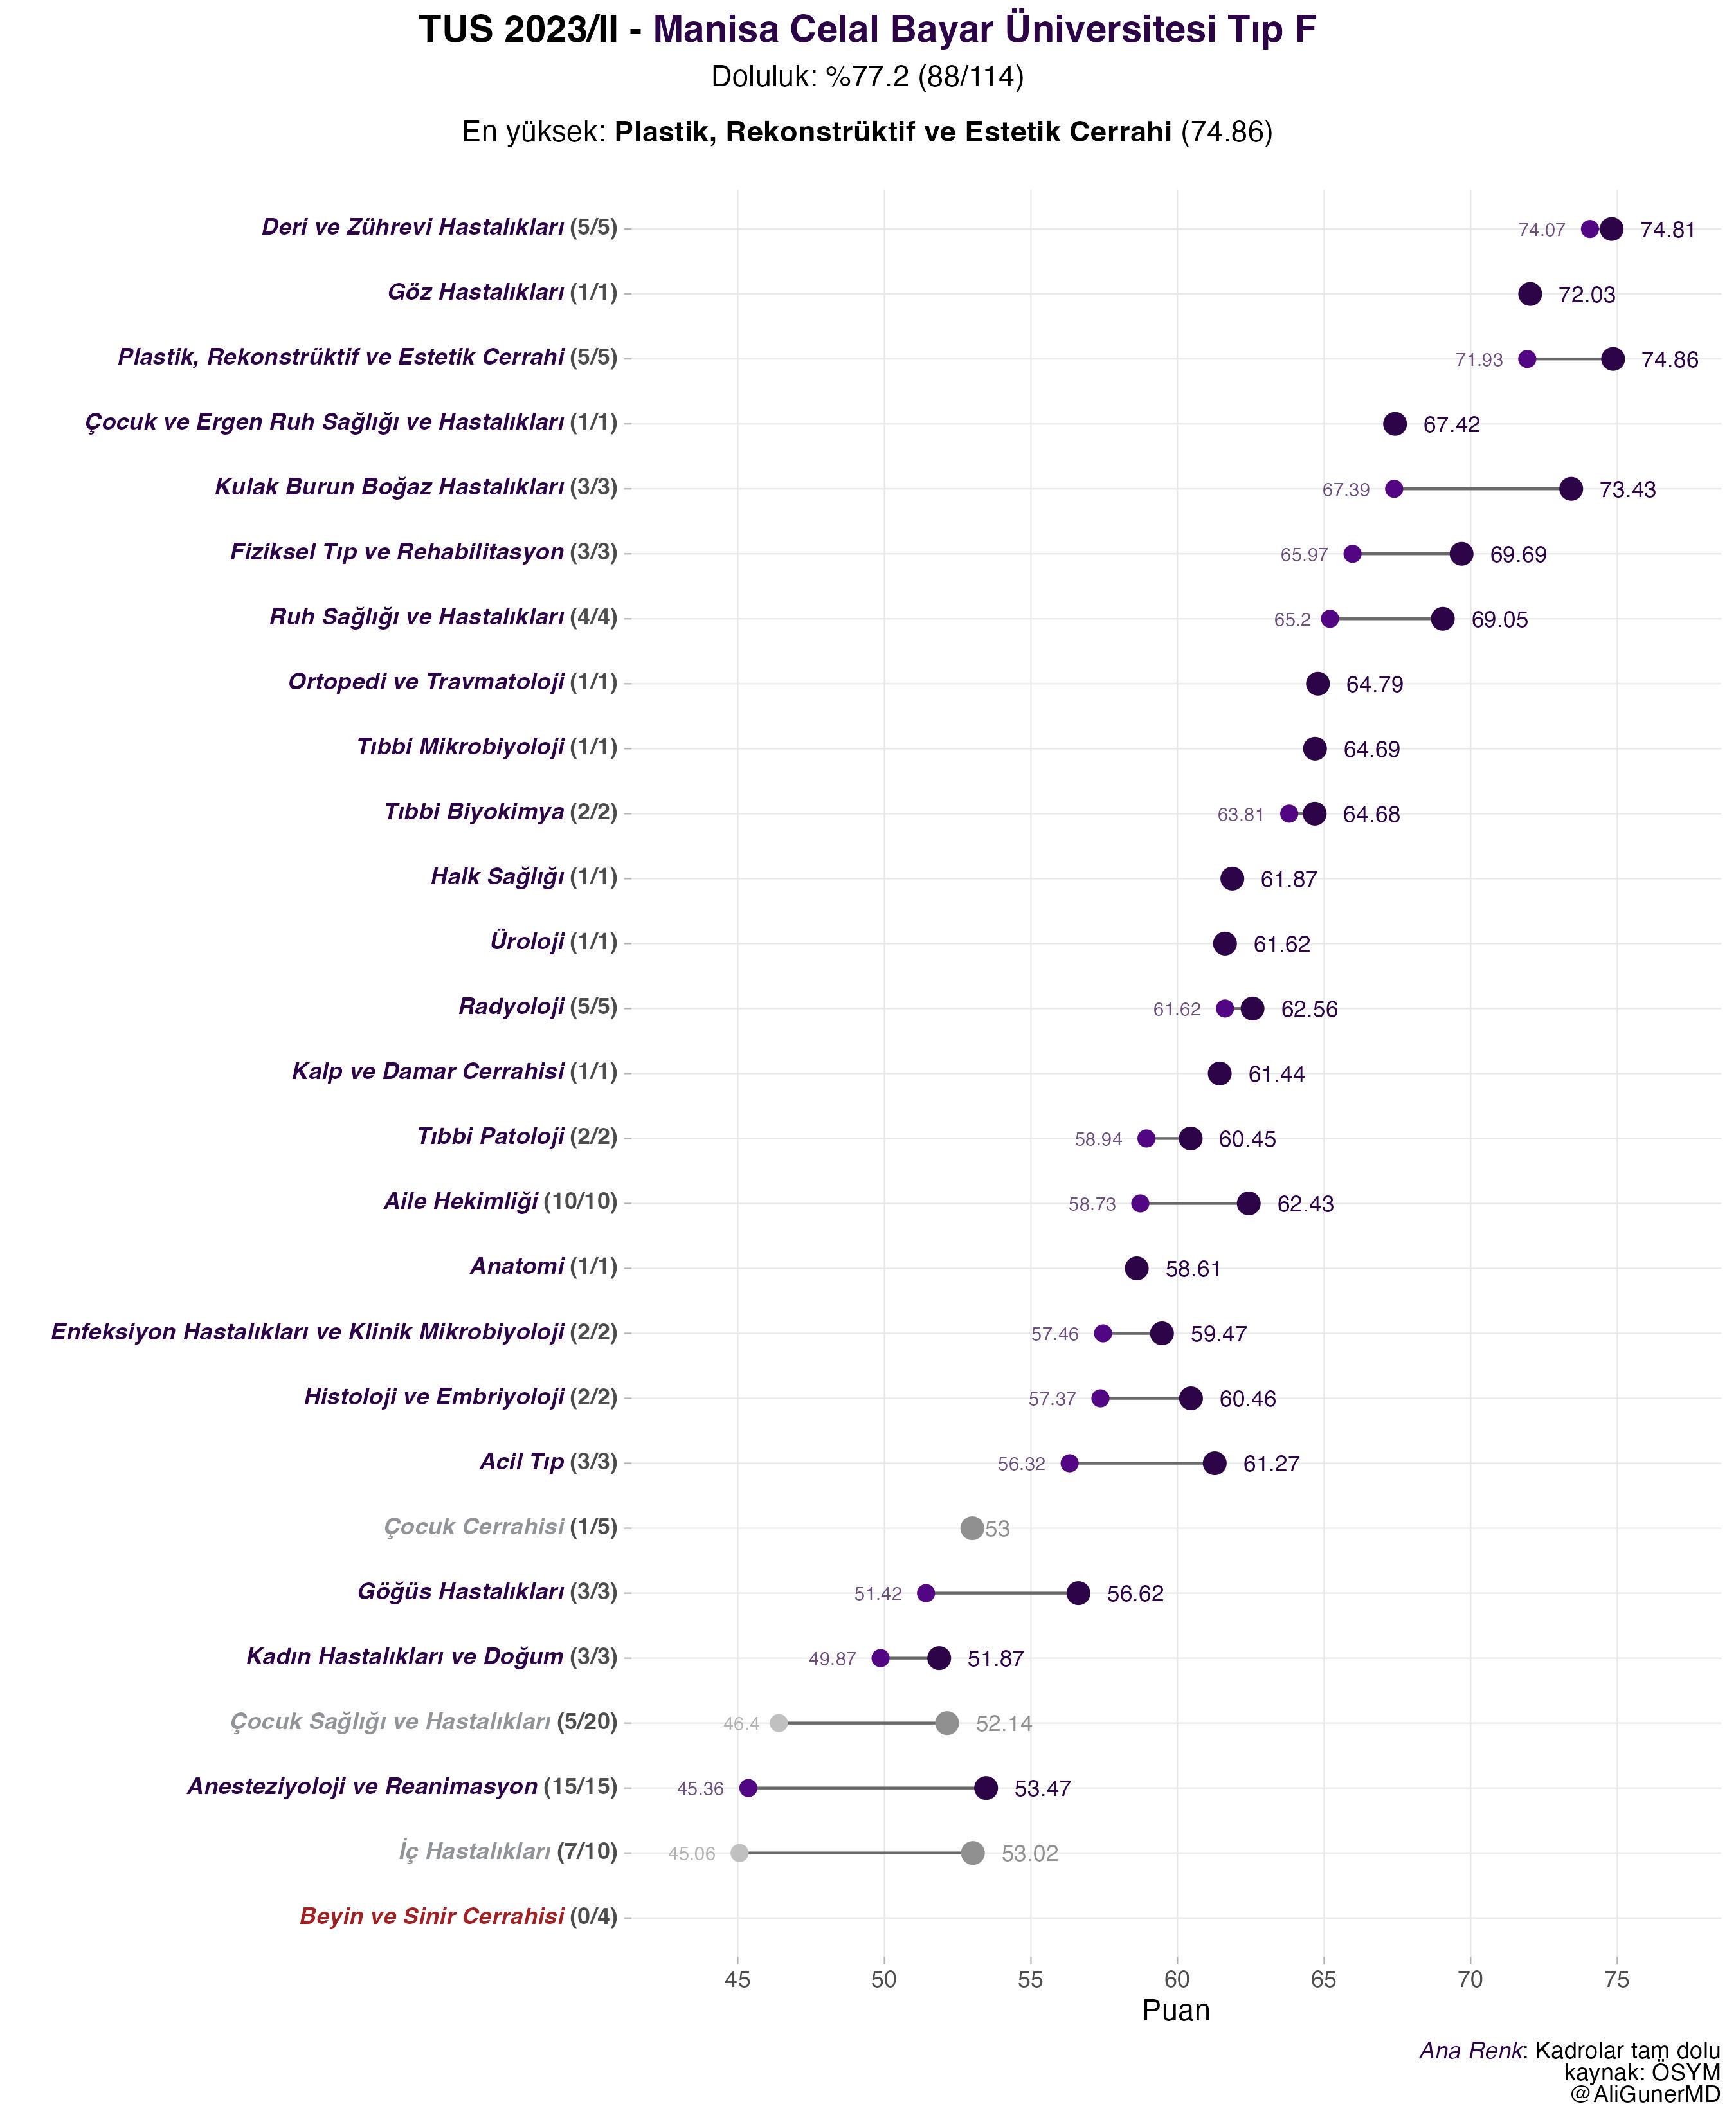 TUS 2023/II - Manisa Celal Bayar Üniversitesi Tıp F
Doluluk: %77.2 (88/114)
En yüksek: Plastik, Rekonstrüktif ve Estetik Cerrahi (74.86)
Deri ve Zührevi Hastalıkları (5/5) 74.07 74.81
Göz Hastalıkları (1/1) 72.03
Plastik, Rekonstrüktif ve Estetik Cerrahi (5/5) 71.93 74.86
Çocuk ve Ergen Ruh Sağlığı ve Hastalıkları (1/1) 67.42
Kulak Burun Boğaz Hastalıkları (3/3) 67.39 73.43
Fiziksel Tıp ve Rehabilitasyon (3/3) 65.97 69.69
Ruh Sağlığı ve Hastalıkları (4/4) 65.2 69.05
Ortopedi ve Travmatoloji (1/1) 64.79
Tıbbi Mikrobiyoloji (1/1) 64.69
Tıbbi Biyokimya (2/2) 63.81 64.68
Halk Sağlığı (1/1) 61.87
Üroloji (1/1) 61.62
Radyoloji (5/5) 61.62 62.56
Kalp ve Damar Cerrahisi (1/1) 61.44
Tıbbi Patoloji (2/2) 58.94 60.45
Aile Hekimliği (10/10) 58.73 62.43
Anatomi (1/1) 58.61
Enfeksiyon Hastalıkları ve Klinik Mikrobiyoloji (2/2) 57.46 59.47
Histoloji ve Embriyoloji (2/2) 57.37 60.46
Acil Tıp (3/3) 56.32 61.27
Çocuk Cerrahisi (1/5) 53
Göğüs Hastalıkları (3/3) 51.42 56.62
Kadın Hastalıkları ve Doğum (3/3) 49.87 51.87
Çocuk Sağlığı ve Hastalıkları (5/20) 46.4 52.14
Anesteziyoloji ve Reanimasyon (15/15) 45.36 53.47
İç Hastalıkları (7/10) 45.06 53.02
Beyin ve Sinir Cerrahisi (0/4)
45 50 55 60 65 70 75
Puan
Ana Renk: Kadrolar tam dolu
kaynak: ÖSYM
@AliGunerMD